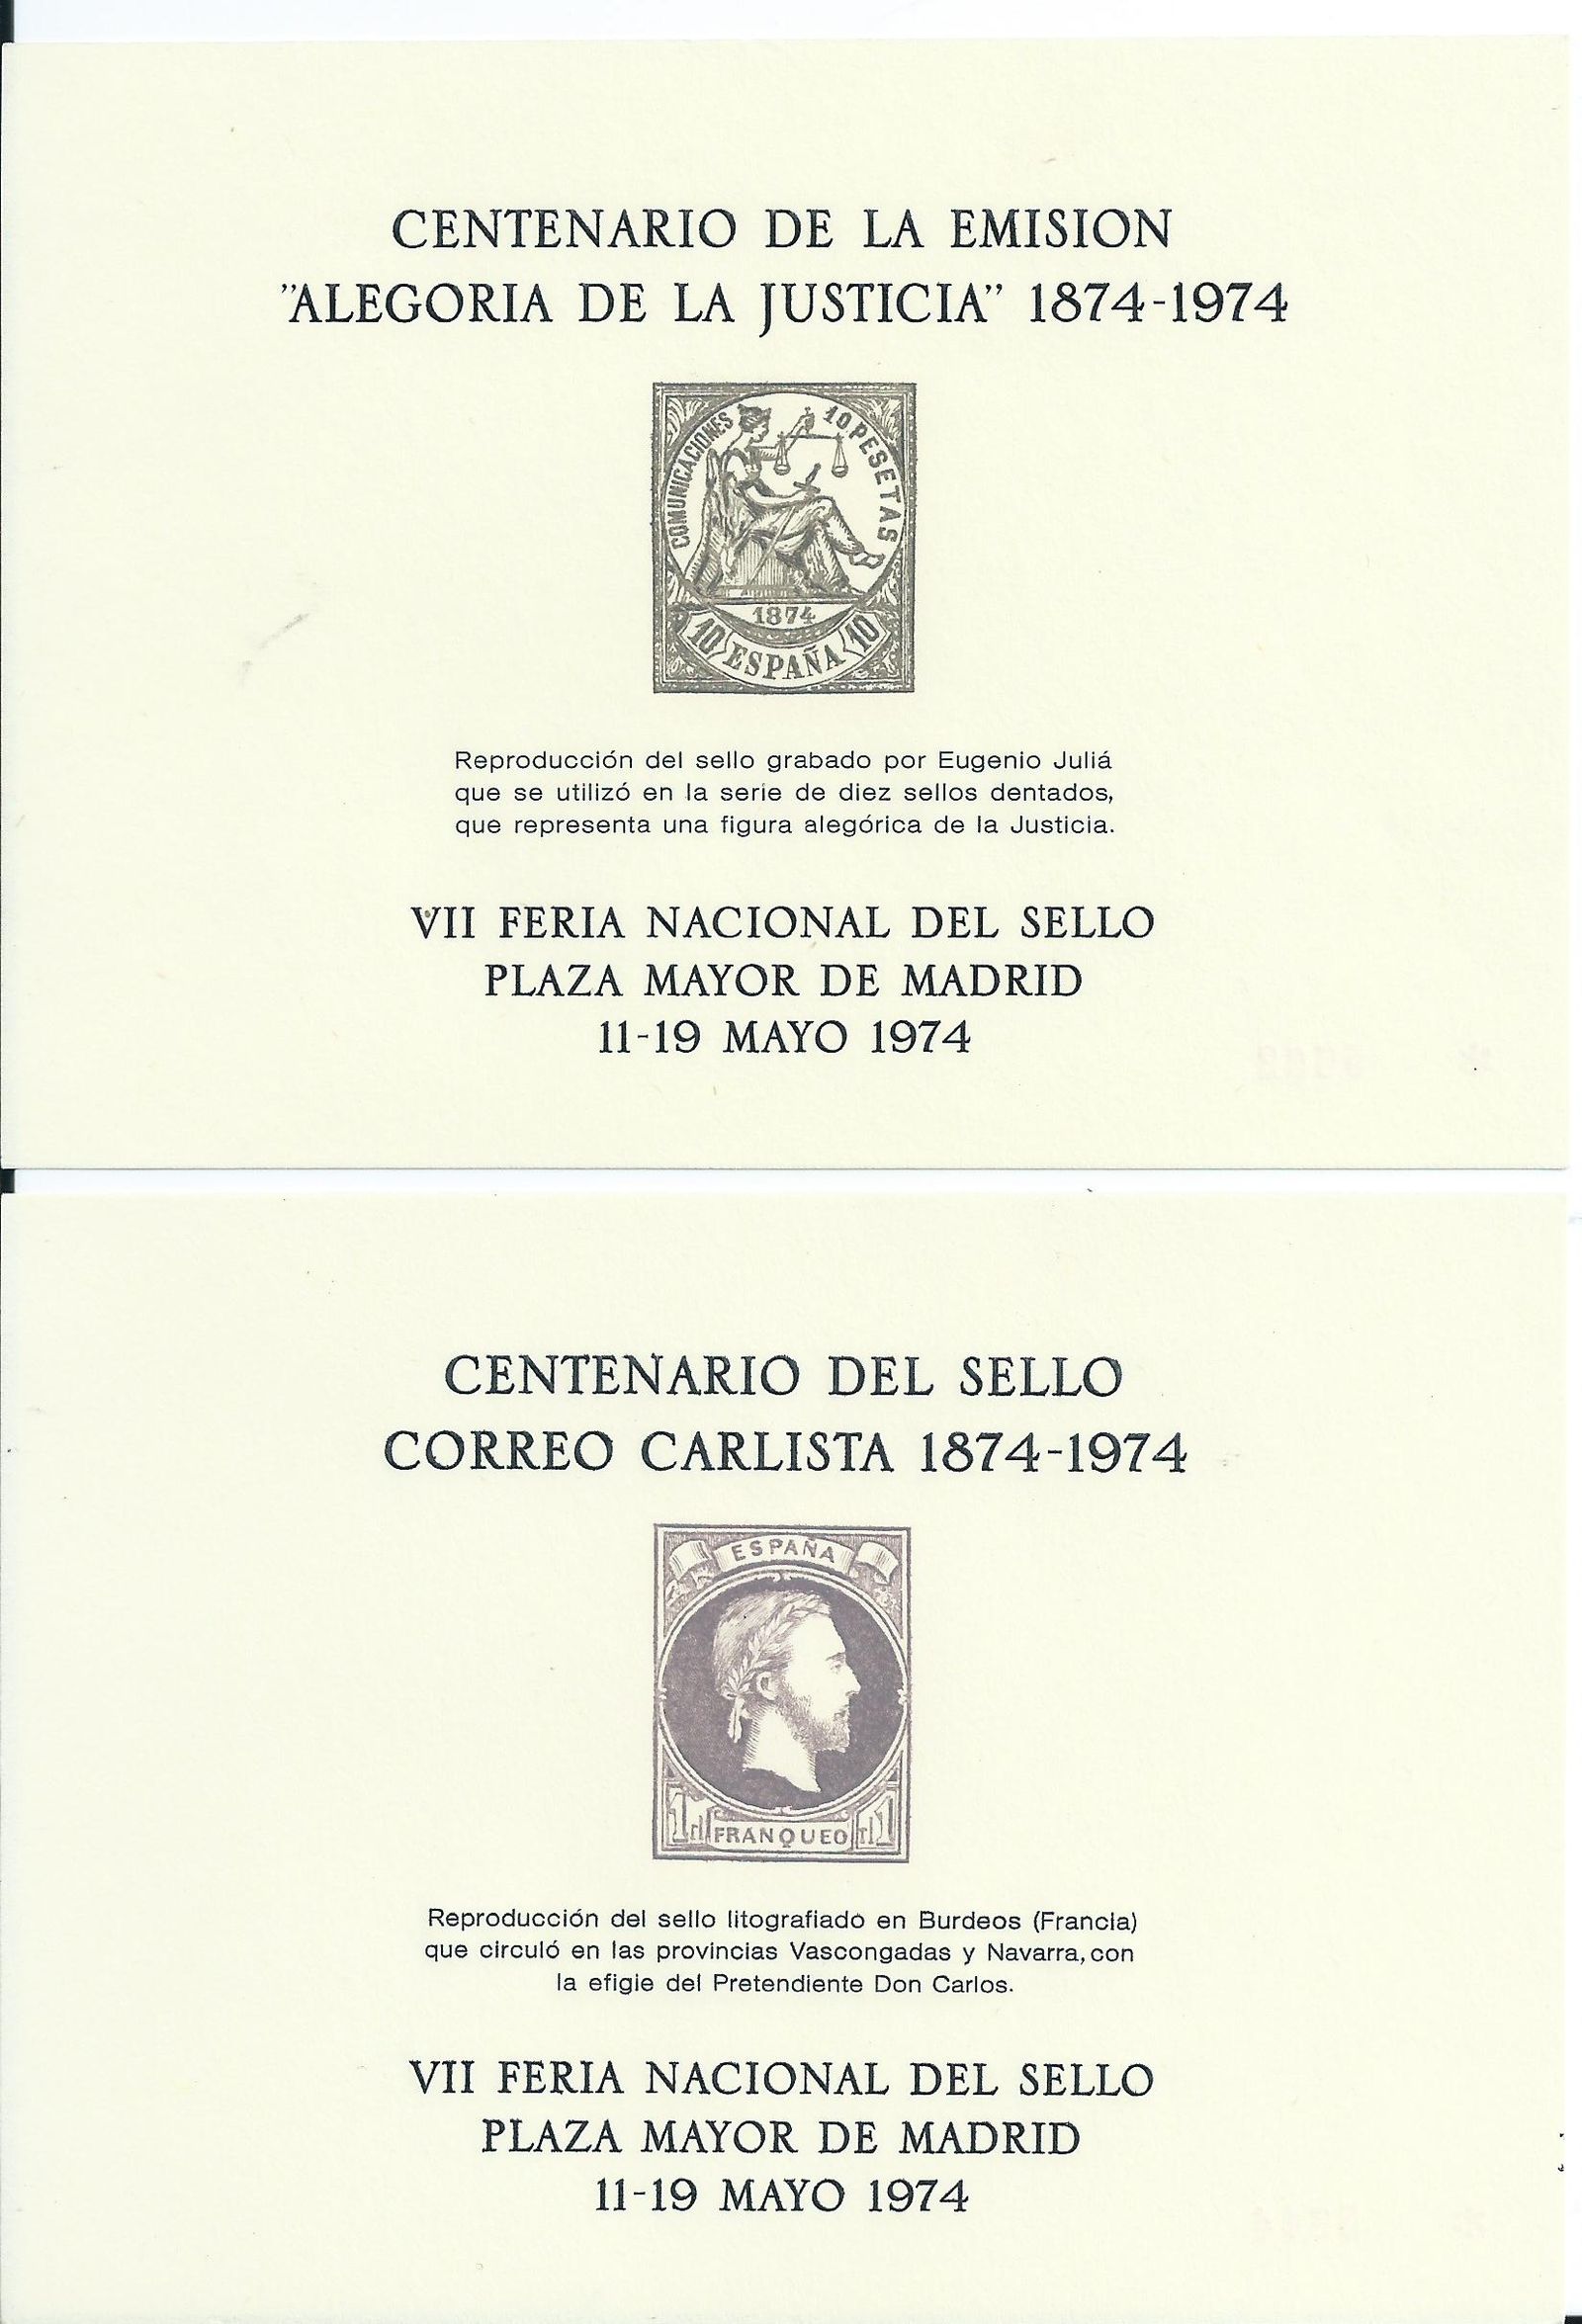 CENTENARIO DE LA EMISION
"ALEGORIA DE LA JUSTICIA" 1874-1974
COMUNICACIONES 10 PESETAS
1874
10 ESPAÑA 10
Reproducción del sello grabado por Eugenio Juliá
que se utilizó en la serie de diez sellos dentados,
que representa una figura alegórica de la Justicia.
VII FERIA NACIONAL DEL SELLO
PLAZA MAYOR DE MADRID
11-19 MAYO 1974
CENTENARIO DEL SELLO
CORREO CARLISTA 1874-1974
ESPAÑA
1 rl FRANQUEO rl 1
Reproducción del sello litografiado en Burdeos (Francia)
que circuló en las provincias Vascongadas y Navarra, con
la efigie del Pretendiente Don Carlos.
VII FERIA NACIONAL DEL SELLO
PLAZA MAYOR DE MADRID
11-19 MAYO 1974